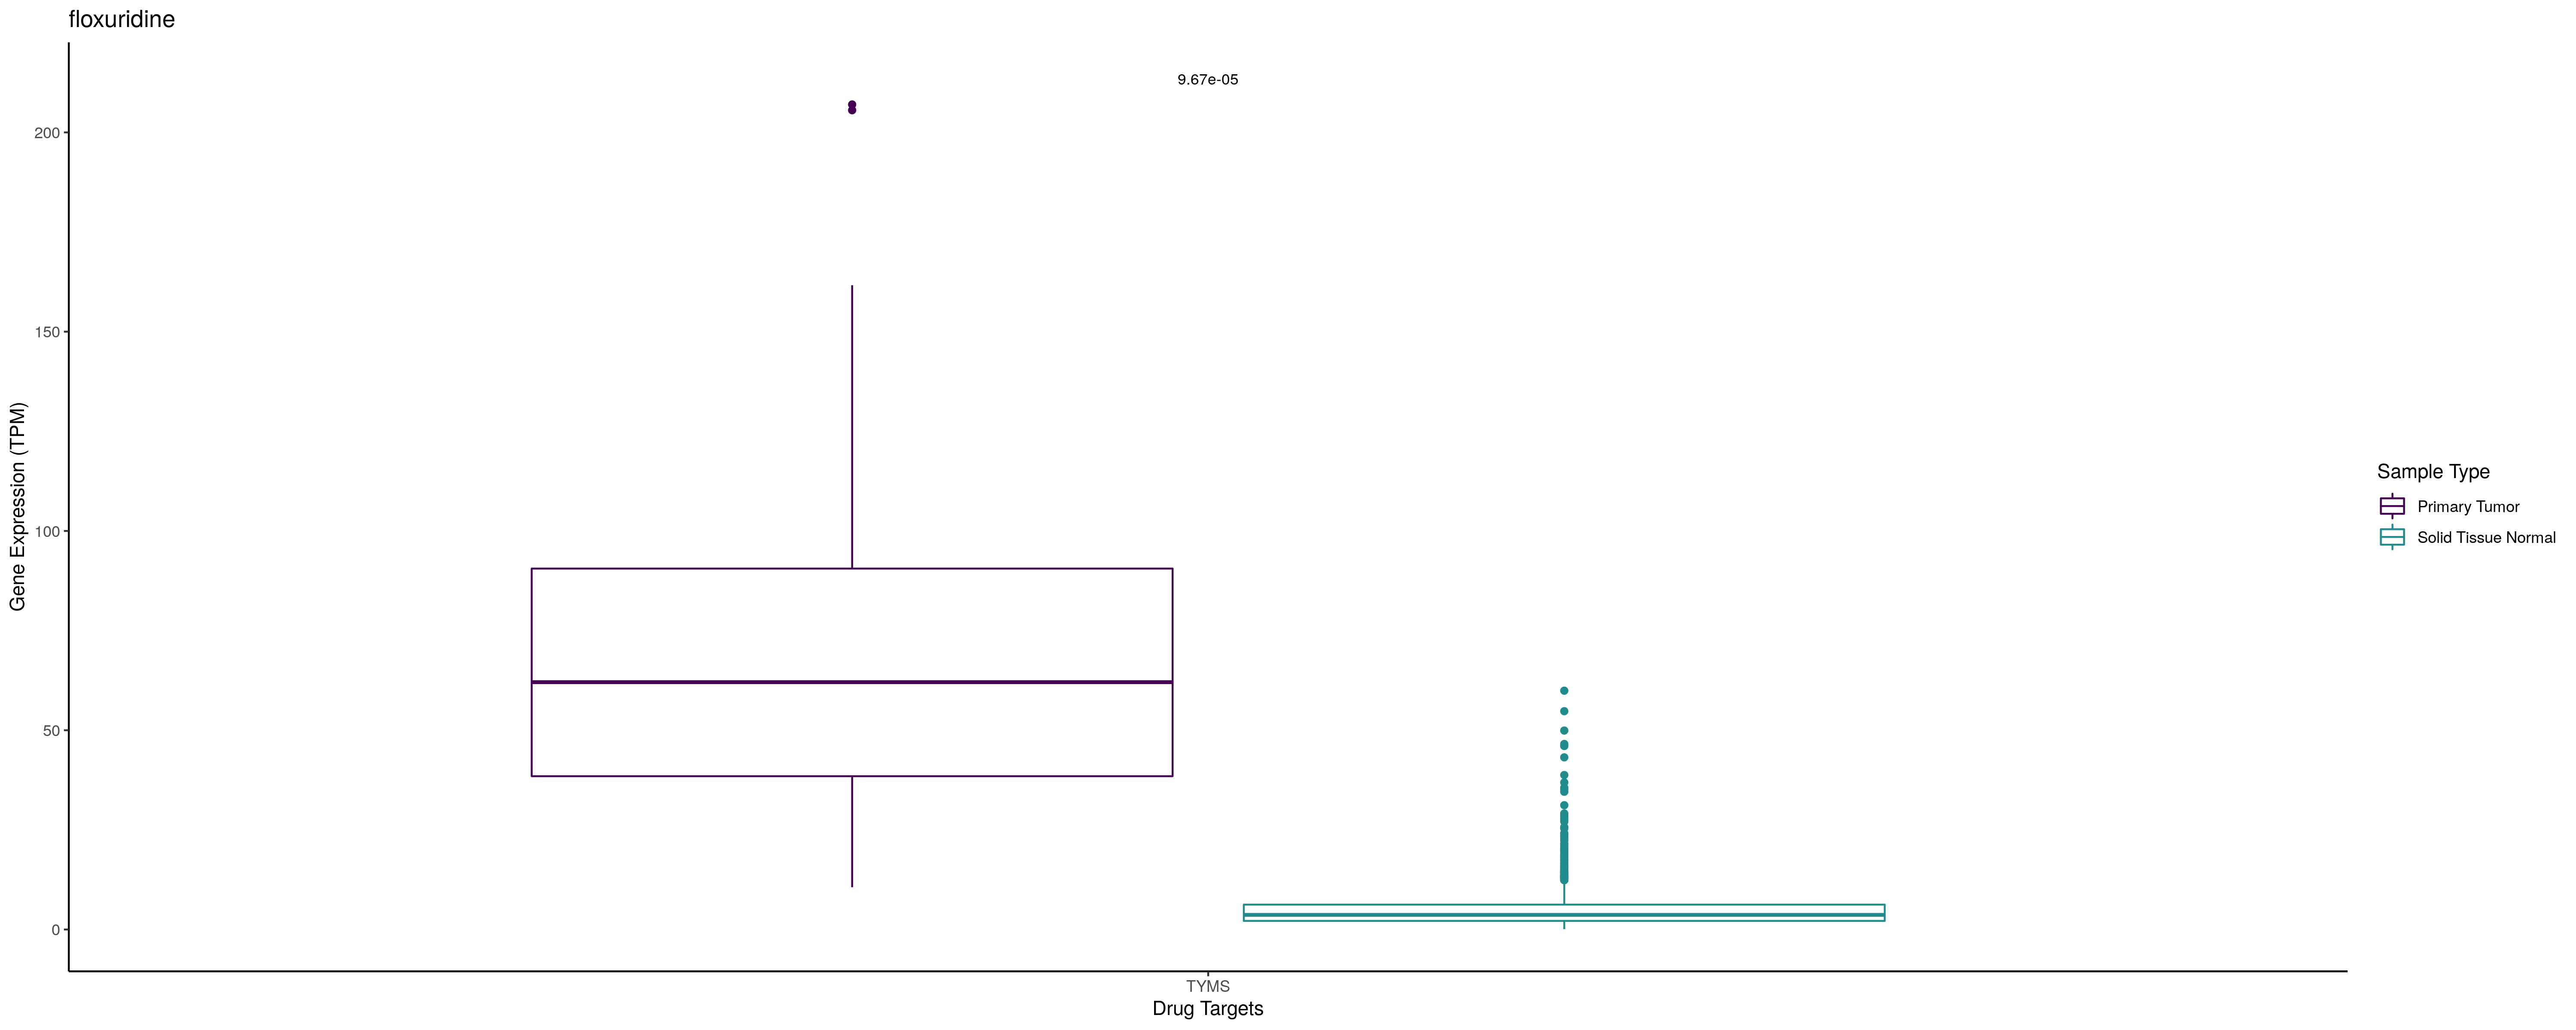 floxuridine
9.67e-05
200
150
100
50
0
Gene Expression (TPM)
TYMS
Drug Targets
Sample Type
Primary Tumor
Solid Tissue Normal